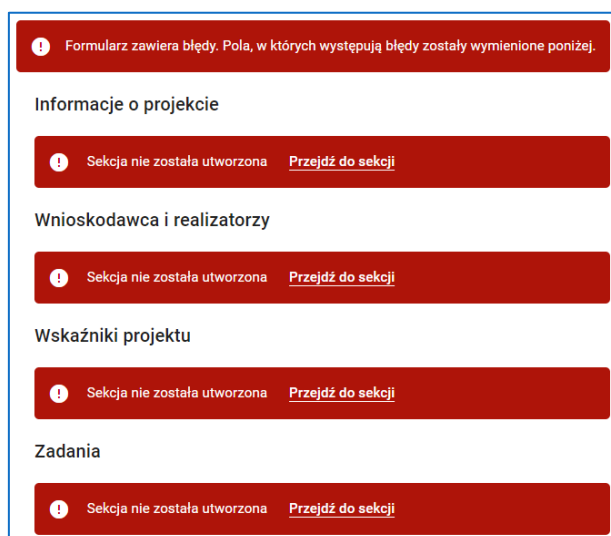 Formularz zawiera błędy. Pola, w których występują błędy zostały wymienione poniżej.
Informacje o projekcie
Sekcja nie została utworzona Przejdź do sekcji
Wnioskodawca i realizatorzy
Sekcja nie została utworzona Przejdź do sekcji
Wskaźniki projektu
Sekcja nie została utworzona Przejdź do sekcji
Zadania
Sekcja nie została utworzona Przejdź do sekcji